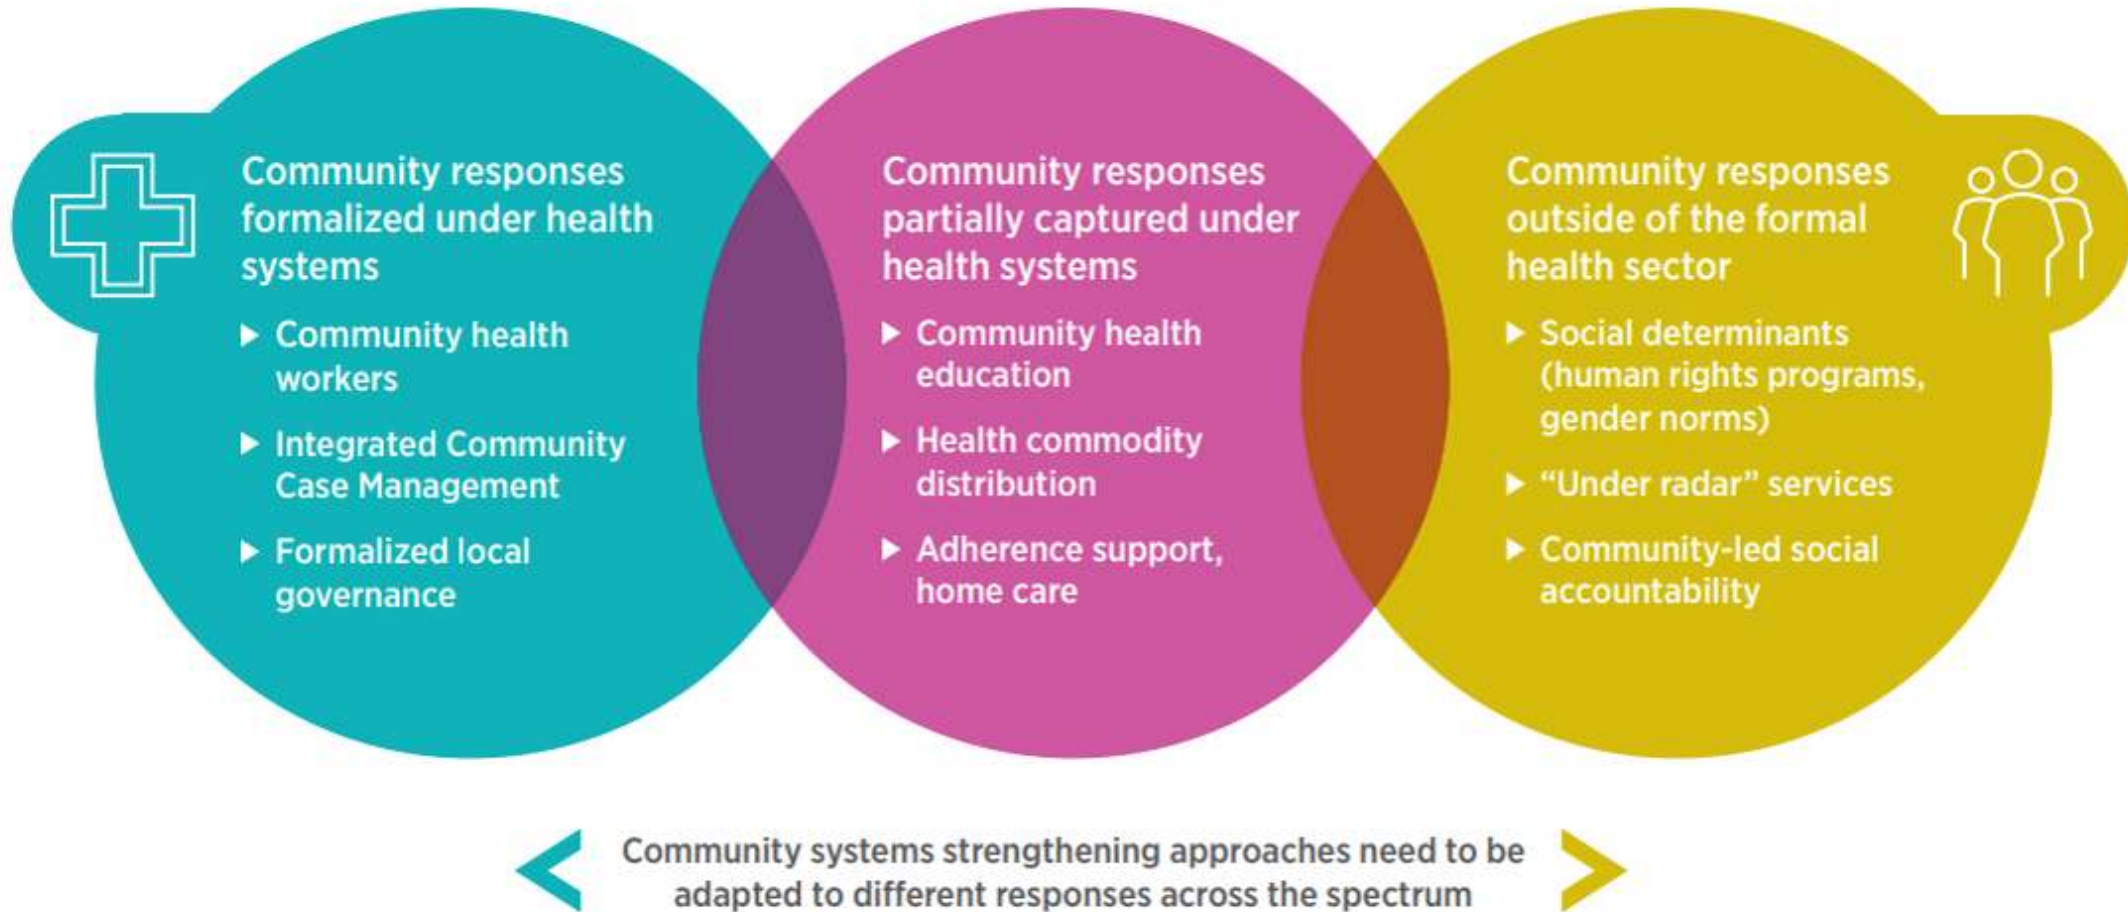 Community responses
formalized under health
systems
▶ Community health
workers
▶ Integrated Community
Case Management
▶ Formalized local
governance
Community responses
partially captured under
health systems
▶ Community health
education
▶ Health commodity
distribution
▶ Adherence support,
home care
Community responses
outside of the formal
health sector
▶ Social determinants
(human rights programs,
gender norms)
▶ “Under radar” services
▶ Community-led social
accountability
Community systems strengthening approaches need to be
adapted to different responses across the spectrum